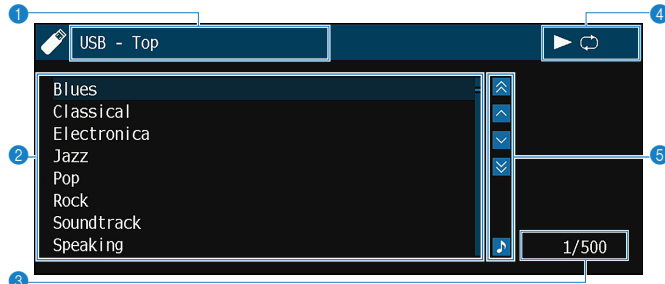 1
4
USB - Top
Blues
Classical
Electronica
2
Jazz
5
Pop
Rock
Soundtrack
Speaking
1/500
3